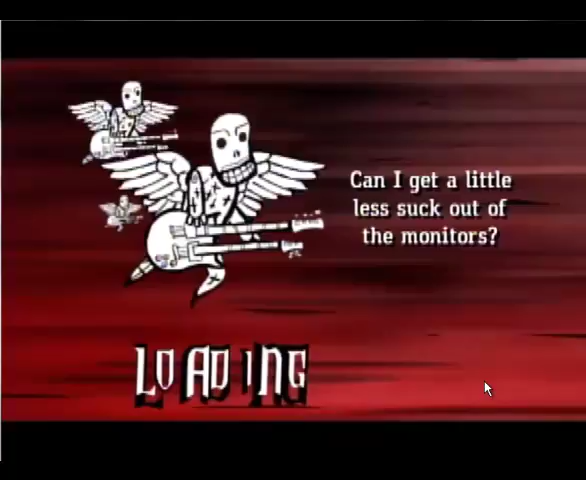 Can I get a little
less suck out of
the monitors?
LOADING